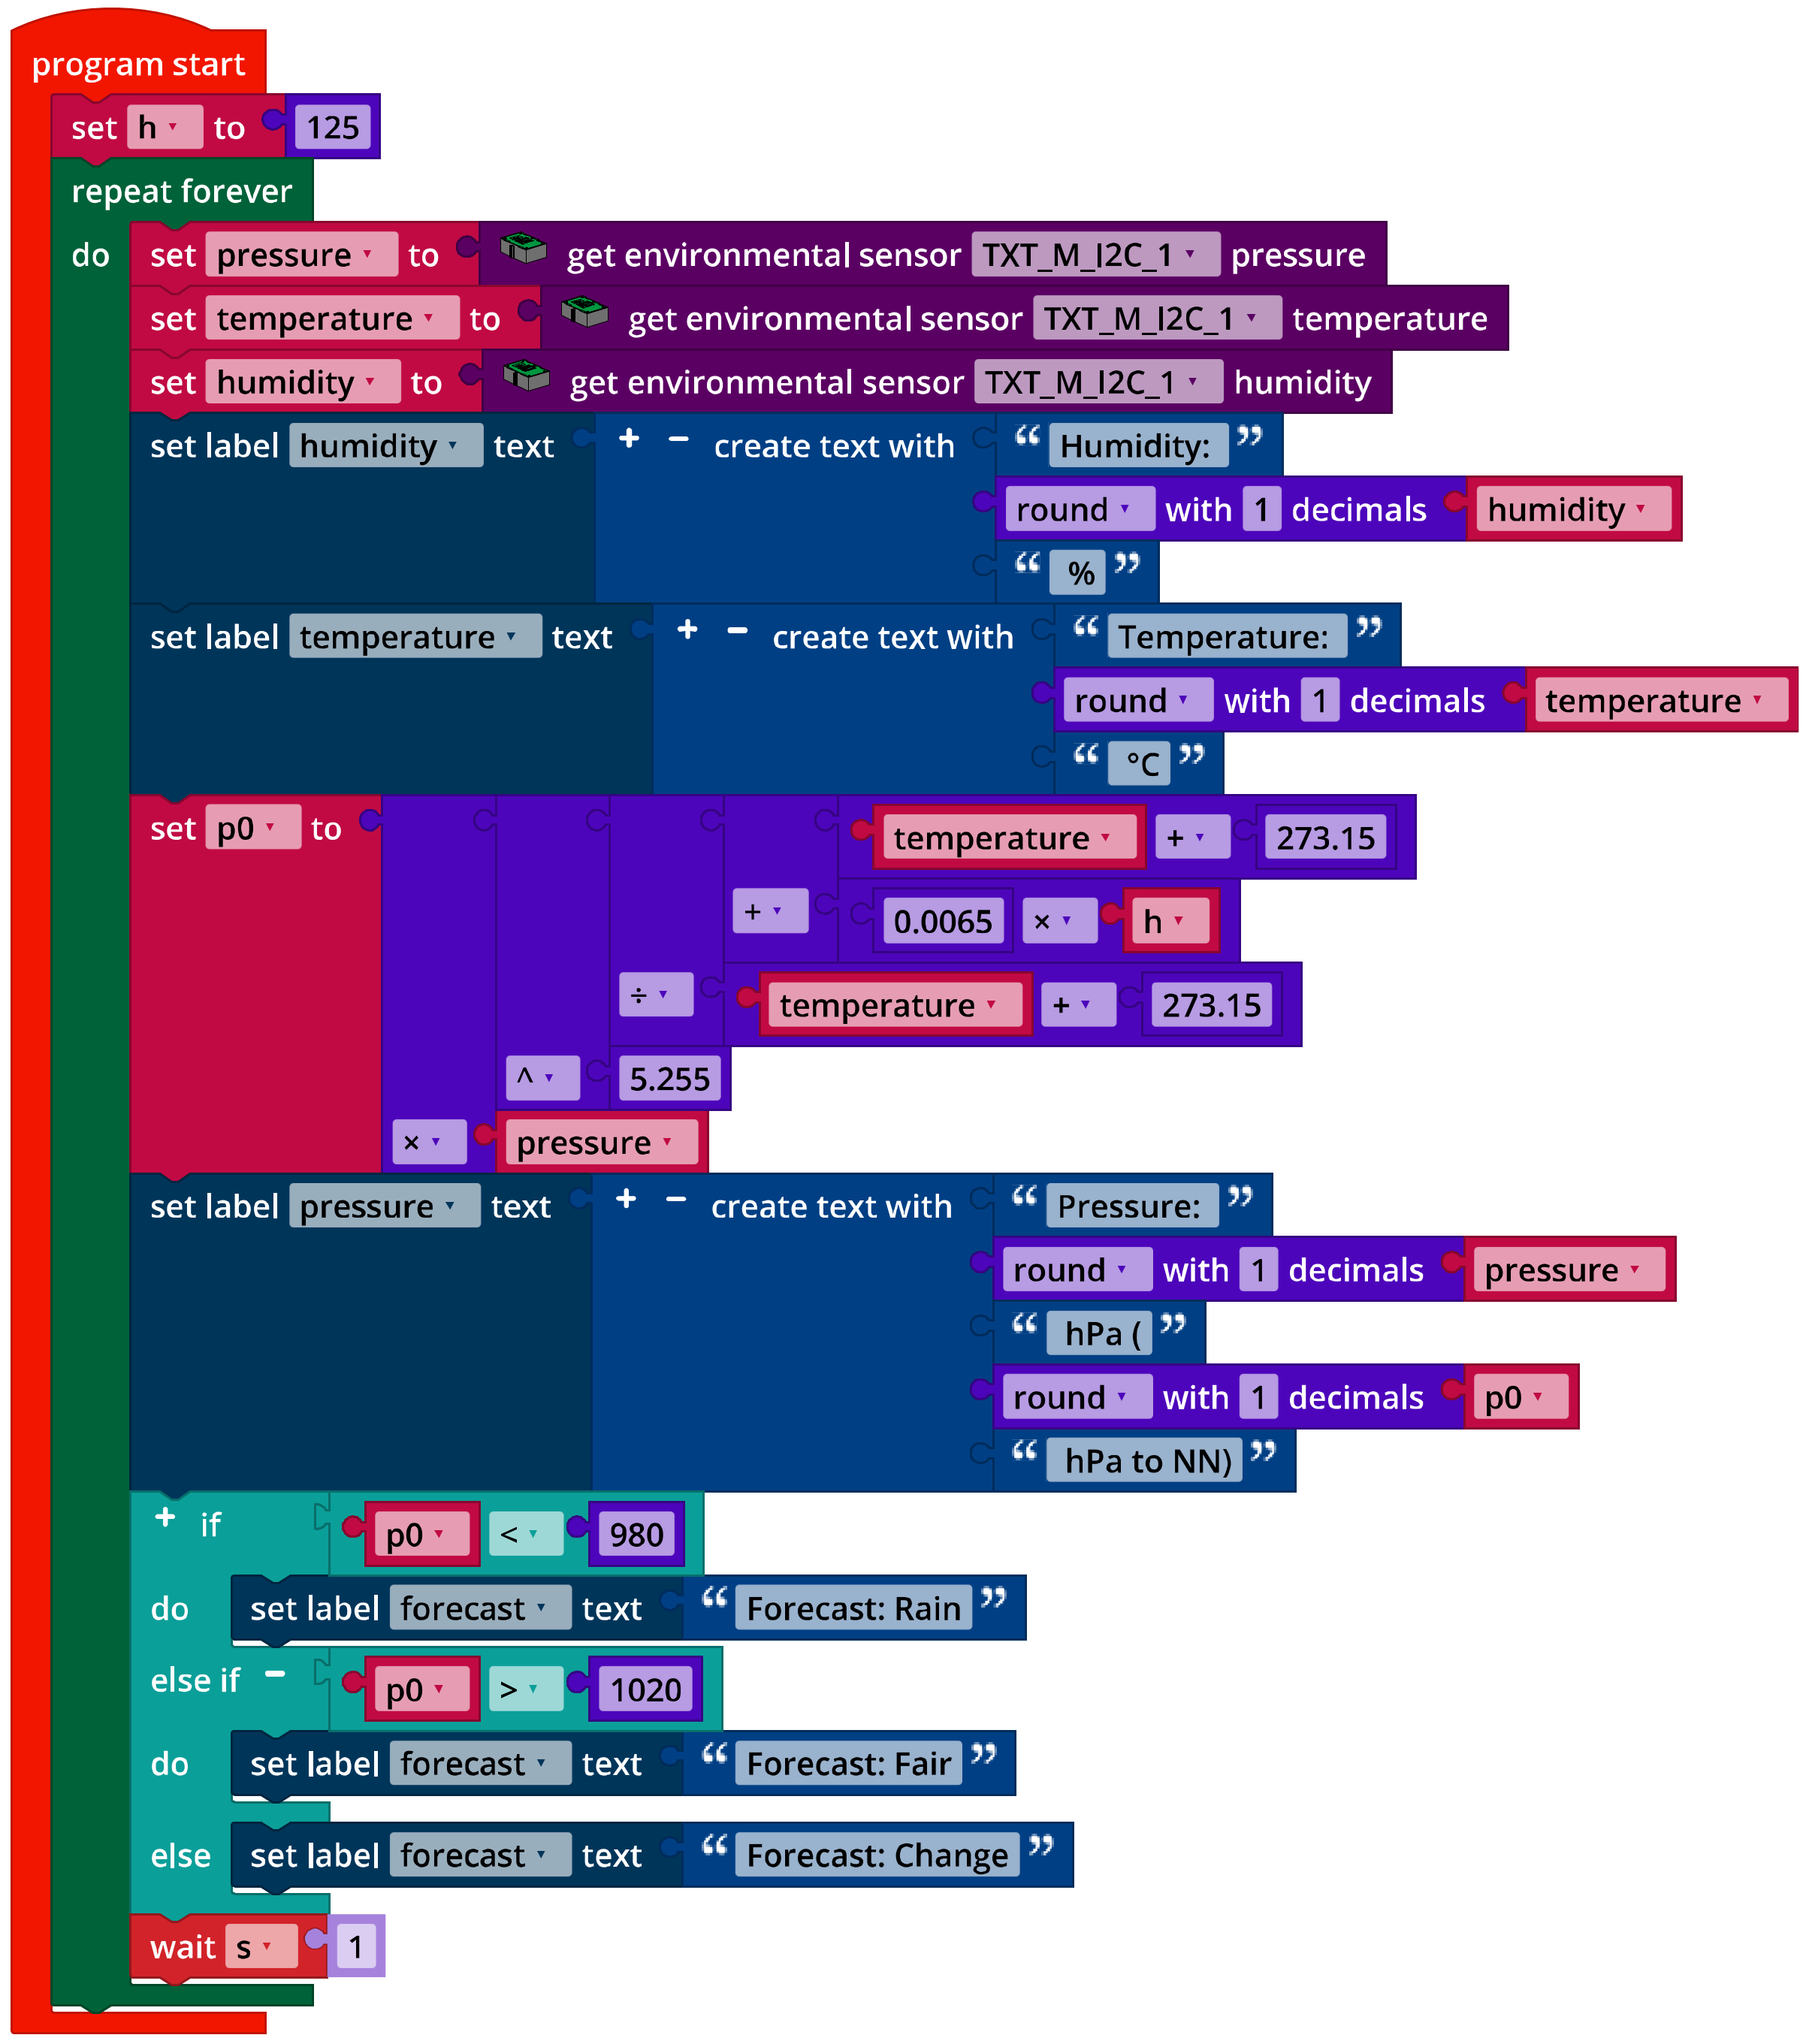 program start
set h to 125
repeat forever
do set pressure to get environmental sensor TXT_M_I2C_1 pressure
set temperature to get environmental sensor TXT_M_I2C_1 temperature
set humidity to get environmental sensor TXT_M_I2C_1 humidity
set label humidity text + − create text with “ Humidity: ”
round with 1 decimals humidity
“ % ”
set label temperature text + − create text with “ Temperature: ”
round with 1 decimals temperature
“ °C ”
set p0 to temperature + 273.15
+ 0.0065 × h
÷ temperature + 273.15
^ 5.255
× pressure
set label pressure text + − create text with “ Pressure: ”
round with 1 decimals pressure
“ hPa ( ”
round with 1 decimals p0
“ hPa to NN) ”
+ if p0 < 980
do set label forecast text “ Forecast: Rain ”
else if − p0 > 1020
do set label forecast text “ Forecast: Fair ”
else set label forecast text “ Forecast: Change ”
wait s 1